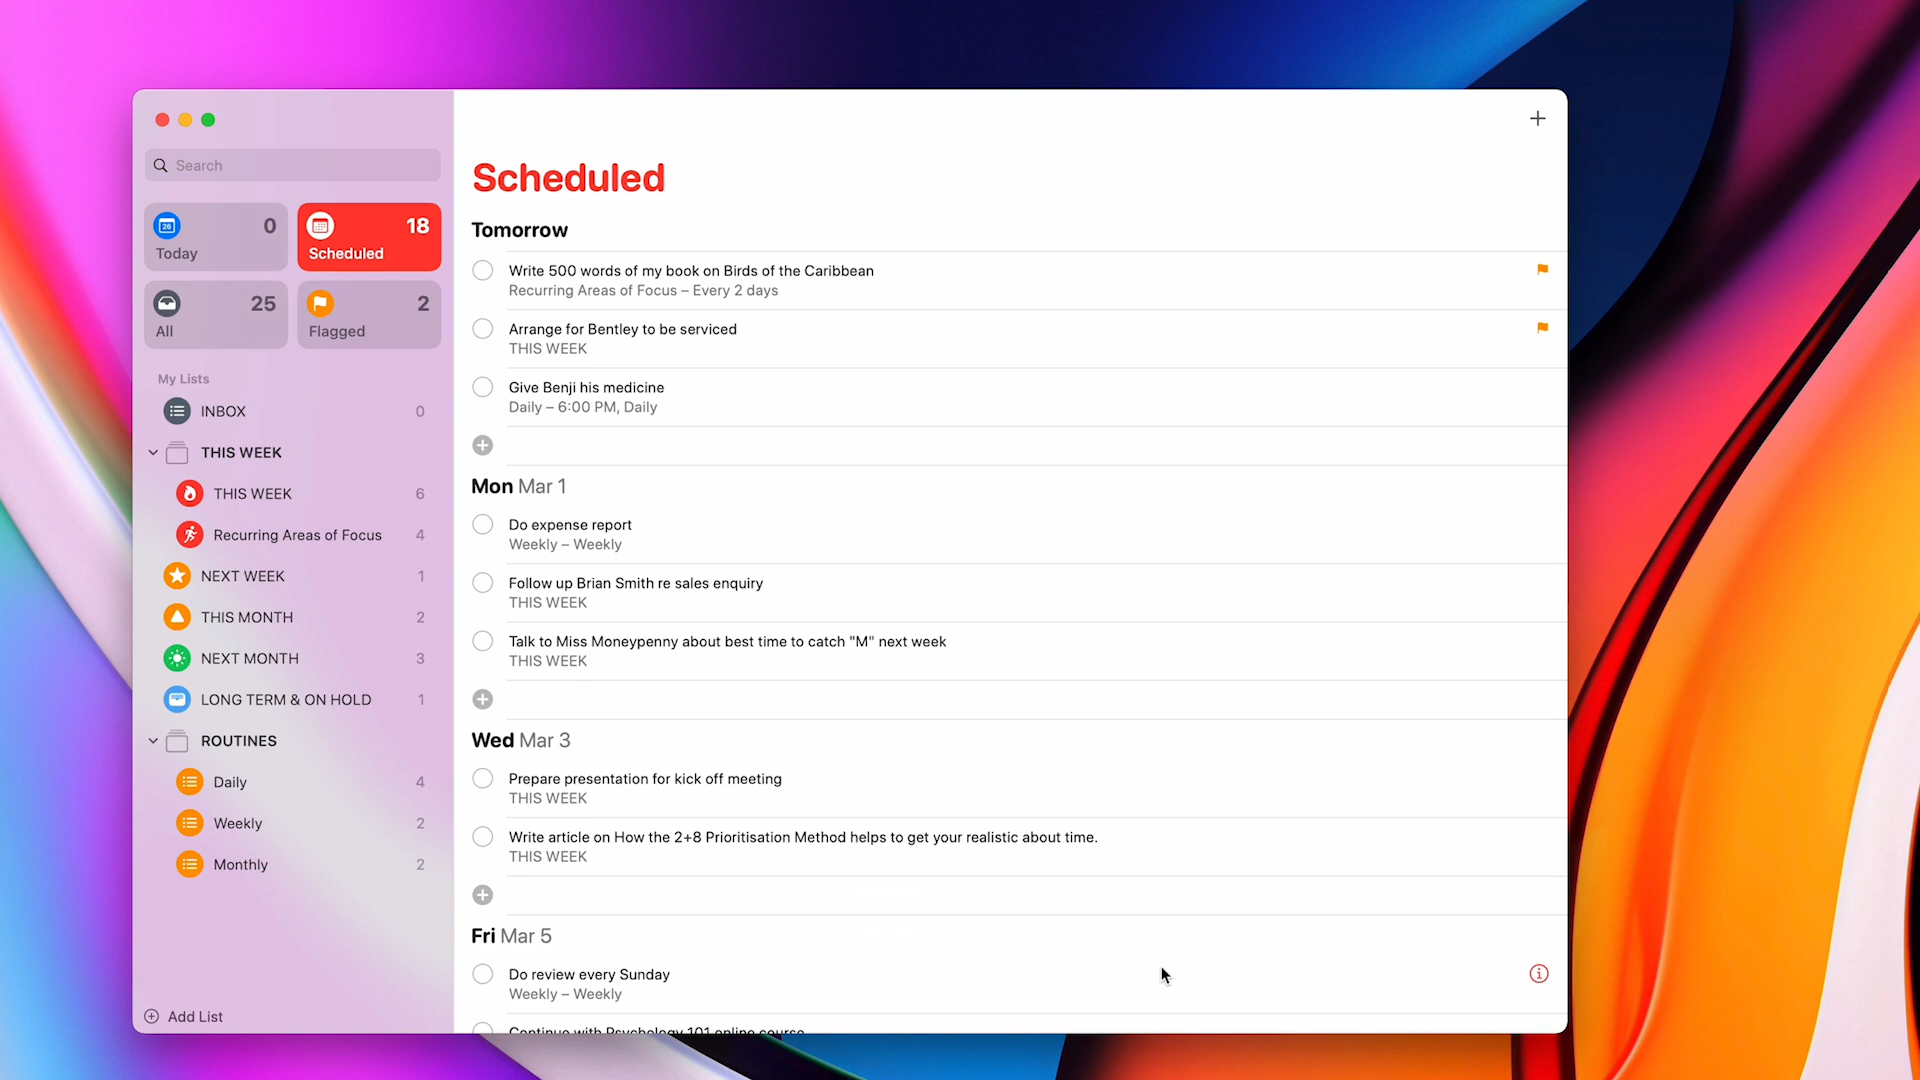 Search
26
0
Today
18
Scheduled
25
All
2
Flagged
My Lists
INBOX 0
THIS WEEK
THIS WEEK 6
Recurring Areas of Focus 4
NEXT WEEK 1
THIS MONTH 2
NEXT MONTH 3
LONG TERM & ON HOLD 1
ROUTINES
Daily 4
Weekly 2
Monthly 2
Add List
Scheduled
Tomorrow
Write 500 words of my book on Birds of the Caribbean
Recurring Areas of Focus – Every 2 days
Arrange for Bentley to be serviced
THIS WEEK
Give Benji his medicine
Daily – 6:00 PM, Daily
Mon Mar 1
Do expense report
Weekly – Weekly
Follow up Brian Smith re sales enquiry
THIS WEEK
Talk to Miss Moneypenny about best time to catch "M" next week
THIS WEEK
Wed Mar 3
Prepare presentation for kick off meeting
THIS WEEK
Write article on How the 2+8 Prioritisation Method helps to get your realistic about time.
THIS WEEK
Fri Mar 5
Do review every Sunday
Weekly – Weekly
Continue with Psychology 101 online course